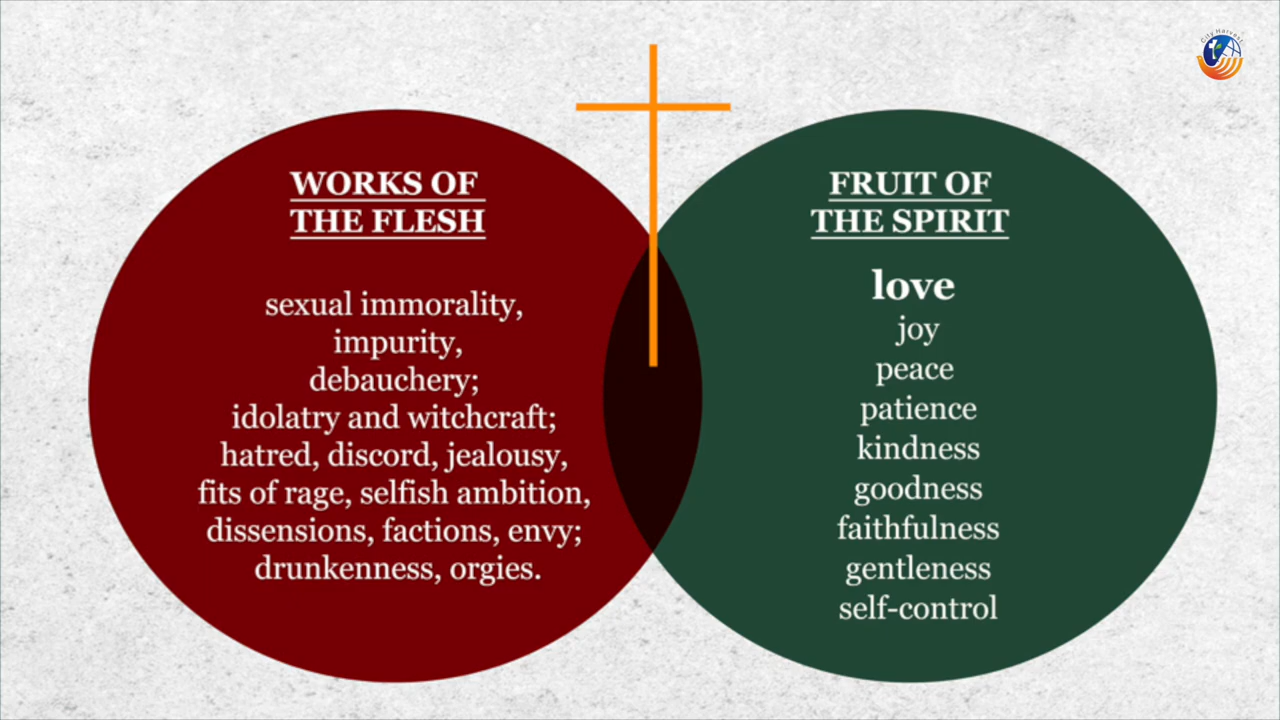 City Harvest
WORKS OF
THE FLESH
sexual immorality,
impurity,
debauchery;
idolatry and witchcraft;
hatred, discord, jealousy,
fits of rage, selfish ambition,
dissensions, factions, envy;
drunkenness, orgies.
FRUIT OF
THE SPIRIT
love
joy
peace
patience
kindness
goodness
faithfulness
gentleness
self-control